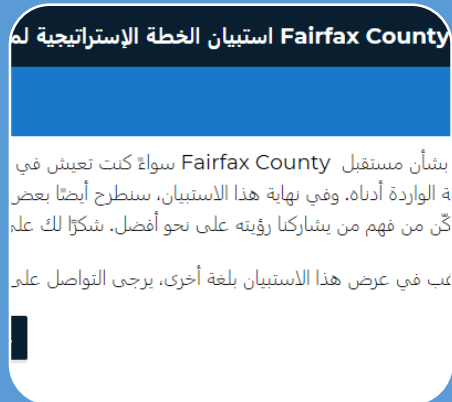 Fairfax County استبيان الخطة الإستراتيجية
بشأن مستقبل Fairfax County سواءً كنت تعيش في
الواردة أدناه. وفي نهاية هذا الاستبيان، سنطرح أيضًا بعض
من فهم من يشاركنا رؤيته على نحو أفضل. شكرًا لك
في عرض هذا الاستبيان بلغة أخرى، يرجى التواصل على